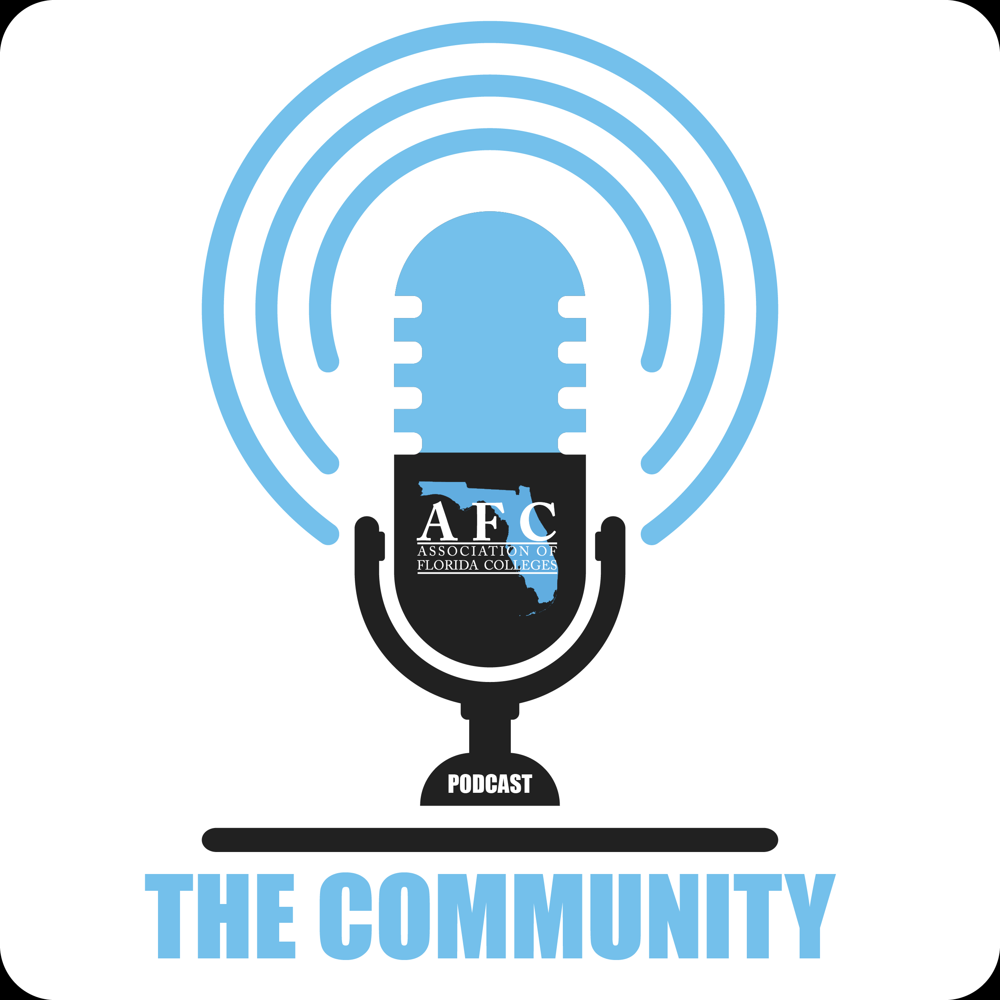 AFC
ASSOCIATION OF
FLORIDA COLLEGES
PODCAST
THE COMMUNITY